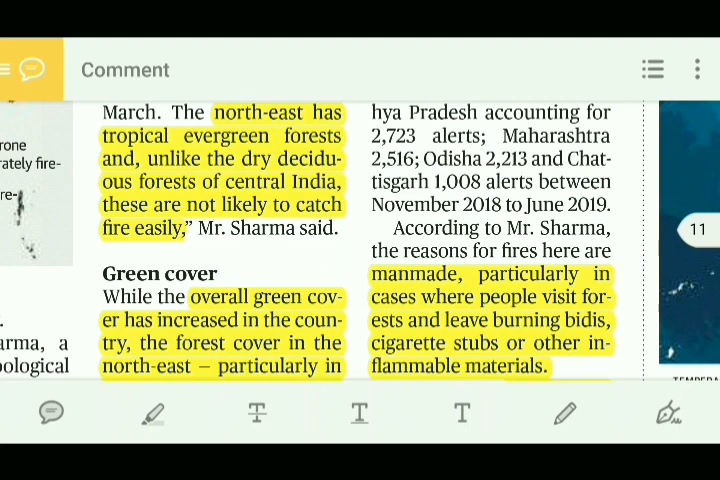 Comment
rone
rately fire-
re-
.
arma, a
ological
March. The north-east has
tropical evergreen forests
and, unlike the dry decidu-
ous forests of central India,
these are not likely to catch
fire easily,” Mr. Sharma said.
Green cover
While the overall green cov-
er has increased in the coun-
try, the forest cover in the
north-east – particularly in
hya Pradesh accounting for
2,723 alerts; Maharashtra
2,516; Odisha 2,213 and Chat-
tisgarh 1,008 alerts between
November 2018 to June 2019.
According to Mr. Sharma,
the reasons for fires here are
manmade, particularly in
cases where people visit for-
ests and leave burning bidis,
cigarette stubs or other in-
flammable materials.
11
T
T
T